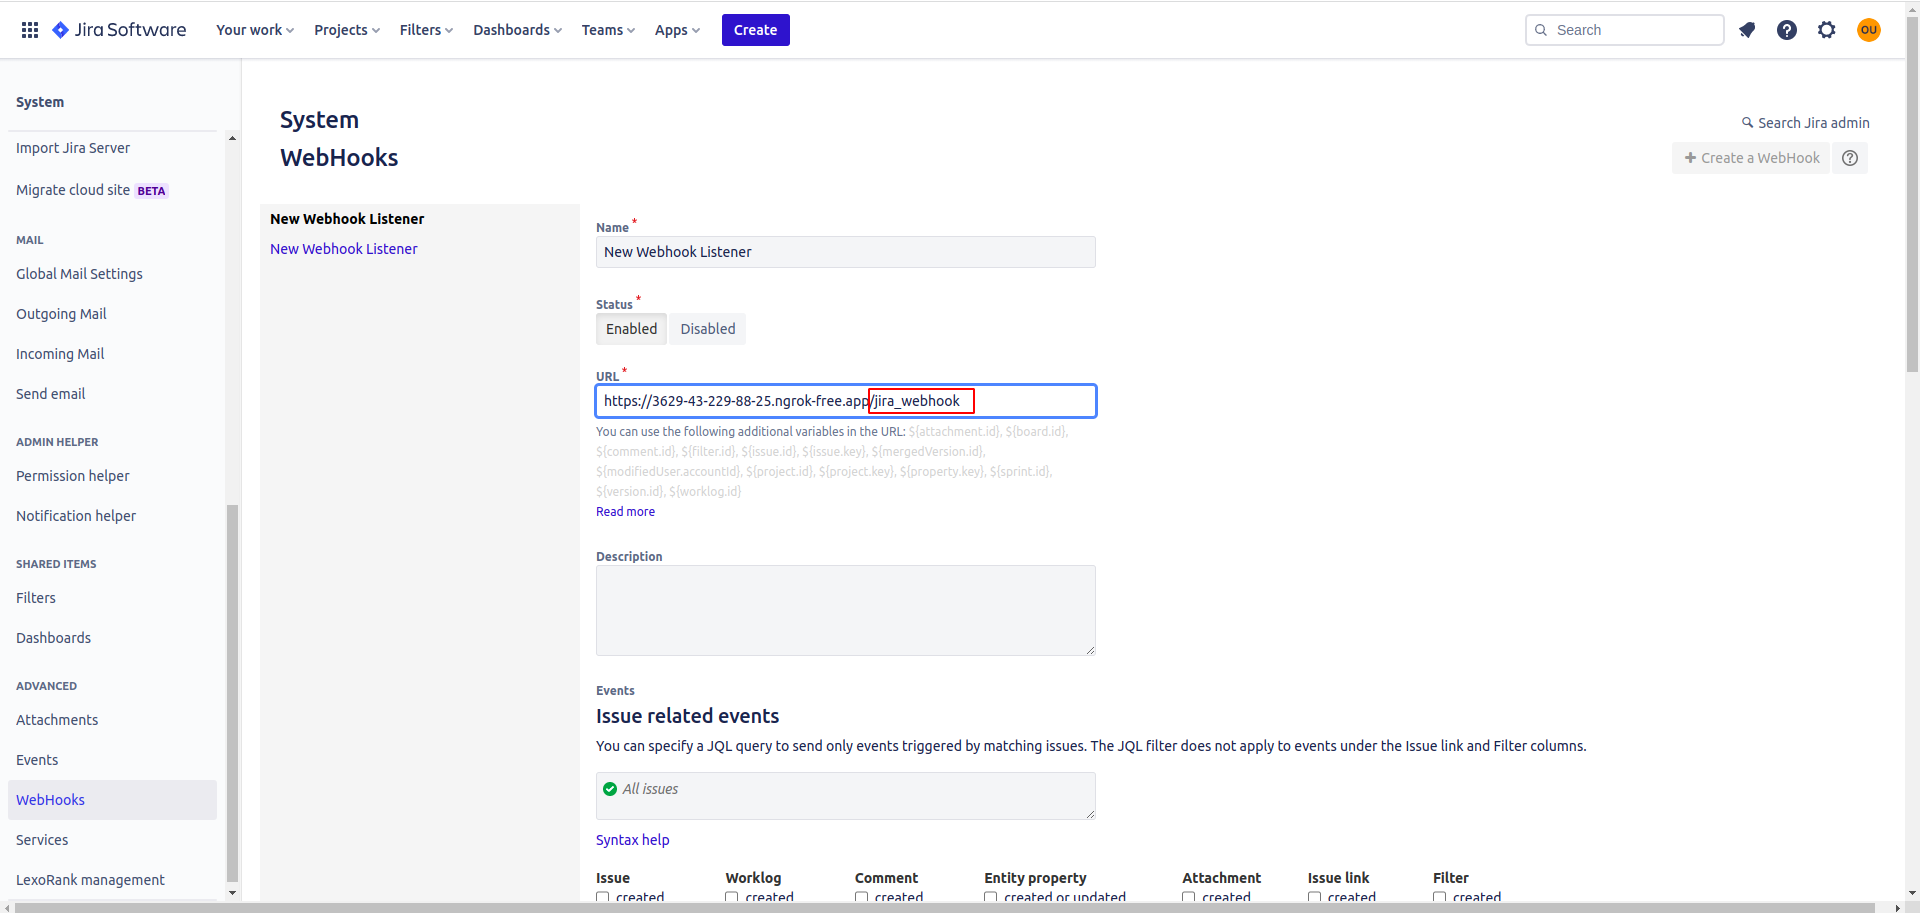 Jira Software
Your work
Projects
Filters
Dashboards
Teams
Apps
Create
Search
OU
System
Import Jira Server
Migrate cloud site BETA
MAIL
Global Mail Settings
Outgoing Mail
Incoming Mail
Send email
ADMIN HELPER
Permission helper
Notification helper
SHARED ITEMS
Filters
Dashboards
ADVANCED
Attachments
Events
WebHooks
Services
LexoRank management
System
WebHooks
Search Jira admin
+ Create a WebHook
New Webhook Listener
New Webhook Listener
Name *
New Webhook Listener
Status *
Enabled Disabled
URL *
https://3629-43-229-88-25.ngrok-free.app/jira_webhook
You can use the following additional variables in the URL: ${attachment.id}, ${board.id},
${comment.id}, ${filter.id}, ${issue.id}, ${issue.key}, ${mergedVersion.id},
${modifiedUser.accountId}, ${project.id}, ${project.key}, ${property.key}, ${sprint.id},
${version.id}, ${worklog.id}
Read more
Description
Events
Issue related events
You can specify a JQL query to send only events triggered by matching issues. The JQL filter does not apply to events under the Issue link and Filter columns.
All issues
Syntax help
Issue Worklog Comment Entity property Attachment Issue link Filter
created created created created or updated created created created